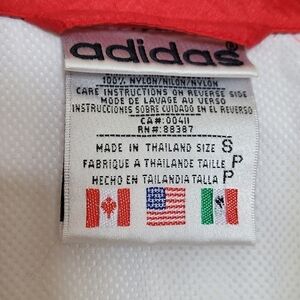 adidas®
100% NYLON/NILON/NYLON
CARE INSTRUCTIONS ON REVERSE SIDE
MODE DE LAVAGE AU VERSO
INSTRUCCIONES SOBRE CUIDADO EN EL REVERSO
CA#: 00411
RN#: 88387
MADE IN THAILAND SIZE S
FABRIQUE A THAILANDE TAILLE P
HECHO EN TAILANDIA TALLA P